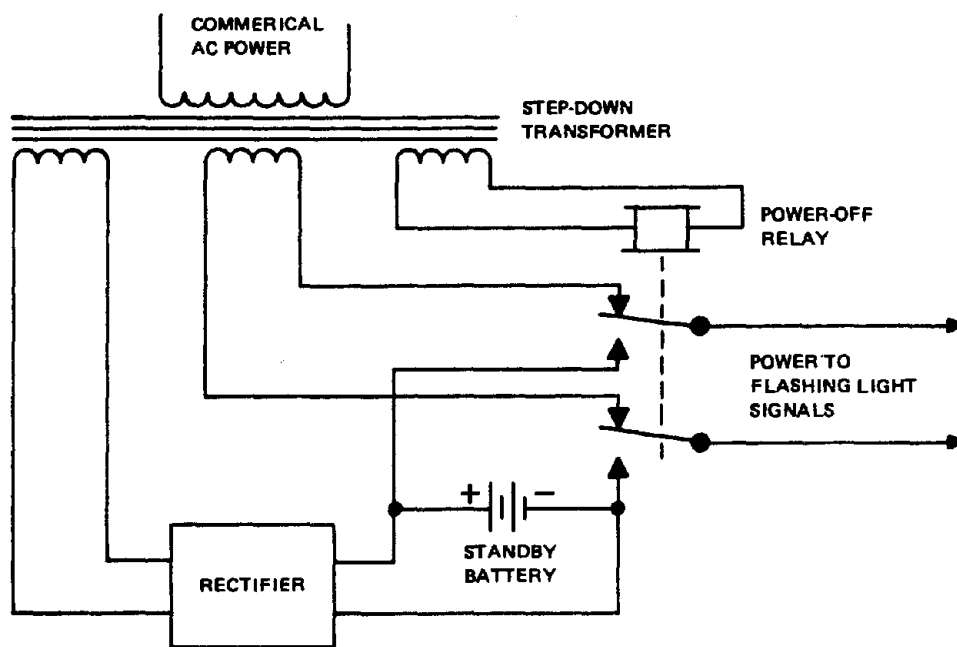 COMMERICAL
AC POWER
STEP-DOWN
TRANSFORMER
POWER-OFF
RELAY
POWER TO
FLASHING LIGHT
SIGNALS
+ −
STANDBY
BATTERY
RECTIFIER